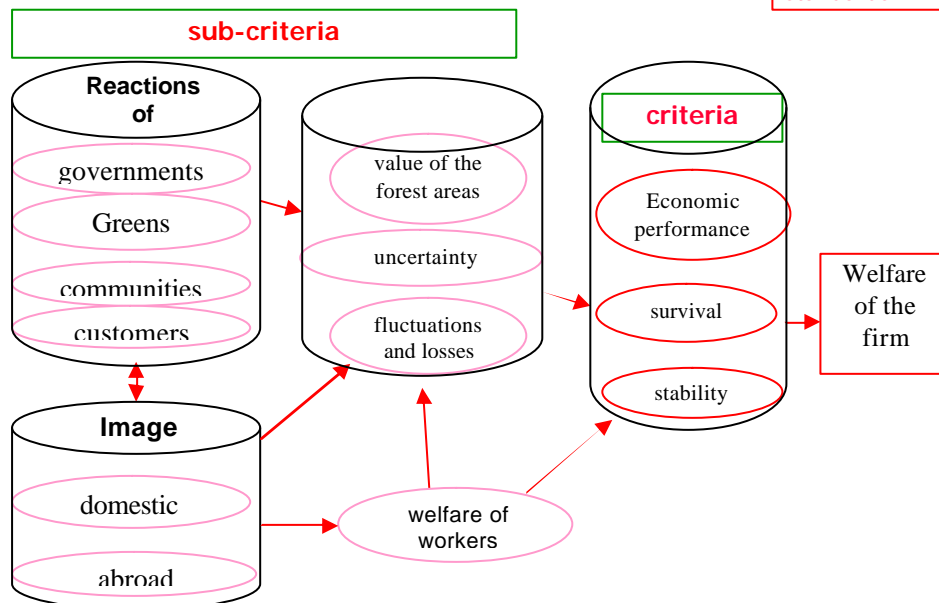 sub-criteria
Reactions
of
governments
Greens
communities
customers
value of the
forest areas
uncertainty
fluctuations
and losses
criteria
Economic
performance
survival
stability
Welfare
of the
firm
Image
domestic
abroad
welfare of
workers